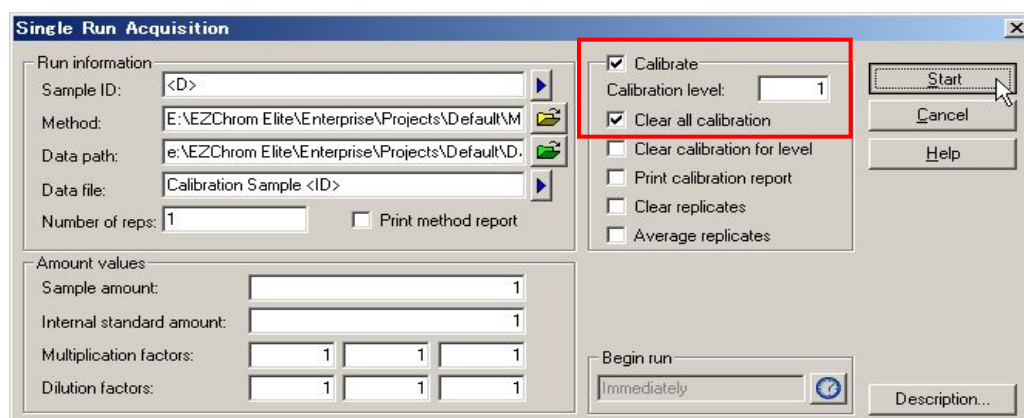 Single Run Acquisition
Run information
Sample ID: <D>
Method: E:\EZChrom Elite\Enterprise\Projects\Default\M
Data path: e:\EZChrom Elite\Enterprise\Projects\Default\D.
Data file: Calibration Sample <ID>
Number of reps: 1 Print method report
Calibrate
Calibration level: 1
Clear all calibration
Clear calibration for level
Print calibration report
Clear replicates
Average replicates
Start
Cancel
Help
Amount values
Sample amount: 1
Internal standard amount: 1
Multiplication factors: 1 1 1
Dilution factors: 1 1 1
Begin run
Immediately
Description...